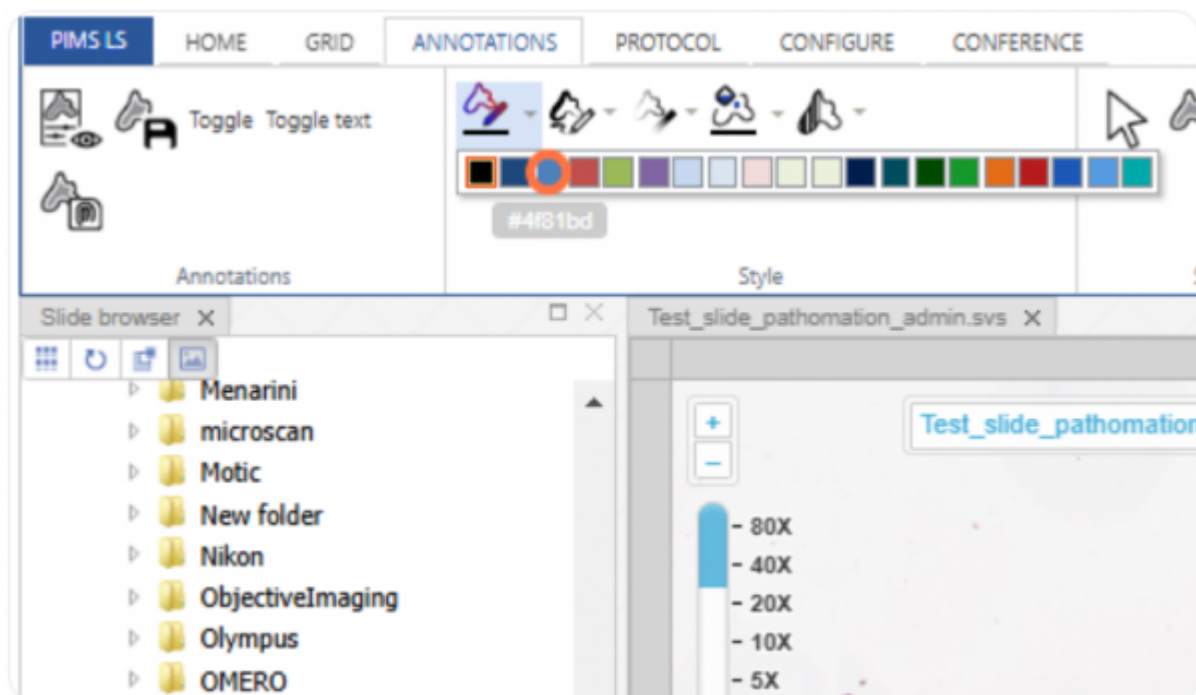 PIMS LS HOME GRID ANNOTATIONS PROTOCOL CONFIGURE CONFERENCE
Toggle Toggle text
#4f81bd
Annotations Style
Slide browser
Test_slide_pathomation_admin.svs
Menarini
microscan
Motic
New folder
Nikon
ObjectiveImaging
Olympus
OMERO
Test_slide_pathomation
+
–
- 80X
- 40X
- 20X
- 10X
- 5X